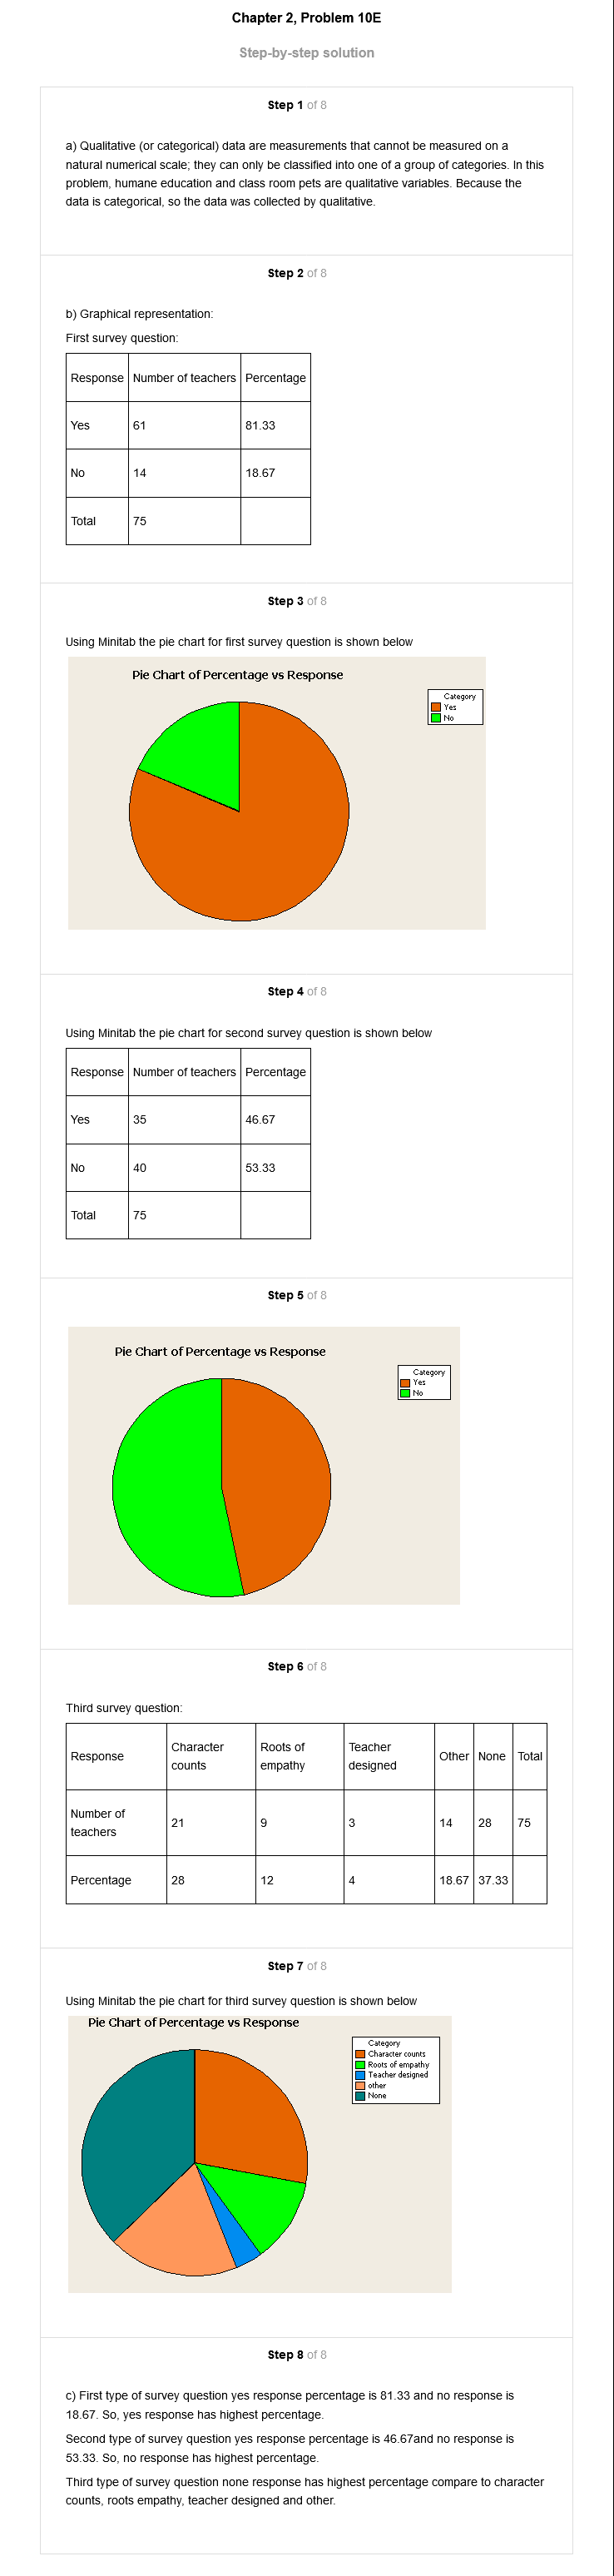 Chapter 2, Problem 10E
Step-by-step solution
Step 1 of 8
a) Qualitative (or categorical) data are measurements that cannot be measured on a
natural numerical scale; they can only be classified into one of a group of categories. In this
problem, humane education and class room pets are qualitative variables. Because the
data is categorical, so the data was collected by qualitative.
Step 2 of 8
b) Graphical representation:
First survey question:
Response Number of teachers Percentage
Yes 61 81.33
No 14 18.67
Total 75
Step 3 of 8
Using Minitab the pie chart for first survey question is shown below
Pie Chart of Percentage vs Response
Category
Yes
No
Step 4 of 8
Using Minitab the pie chart for second survey question is shown below
Response Number of teachers Percentage
Yes 35 46.67
No 40 53.33
Total 75
Step 5 of 8
Pie Chart of Percentage vs Response
Category
Yes
No
Step 6 of 8
Third survey question:
Response Character counts Roots of empathy Teacher designed Other None Total
Number of teachers 21 9 3 14 28 75
Percentage 28 12 4 18.67 37.33
Step 7 of 8
Using Minitab the pie chart for third survey question is shown below
Pie Chart of Percentage vs Response
Category
Character counts
Roots of empathy
Teacher designed
other
None
Step 8 of 8
c) First type of survey question yes response percentage is 81.33 and no response is
18.67. So, yes response has highest percentage.
Second type of survey question yes response percentage is 46.67and no response is
53.33. So, no response has highest percentage.
Third type of survey question none response has highest percentage compare to character
counts, roots empathy, teacher designed and other.